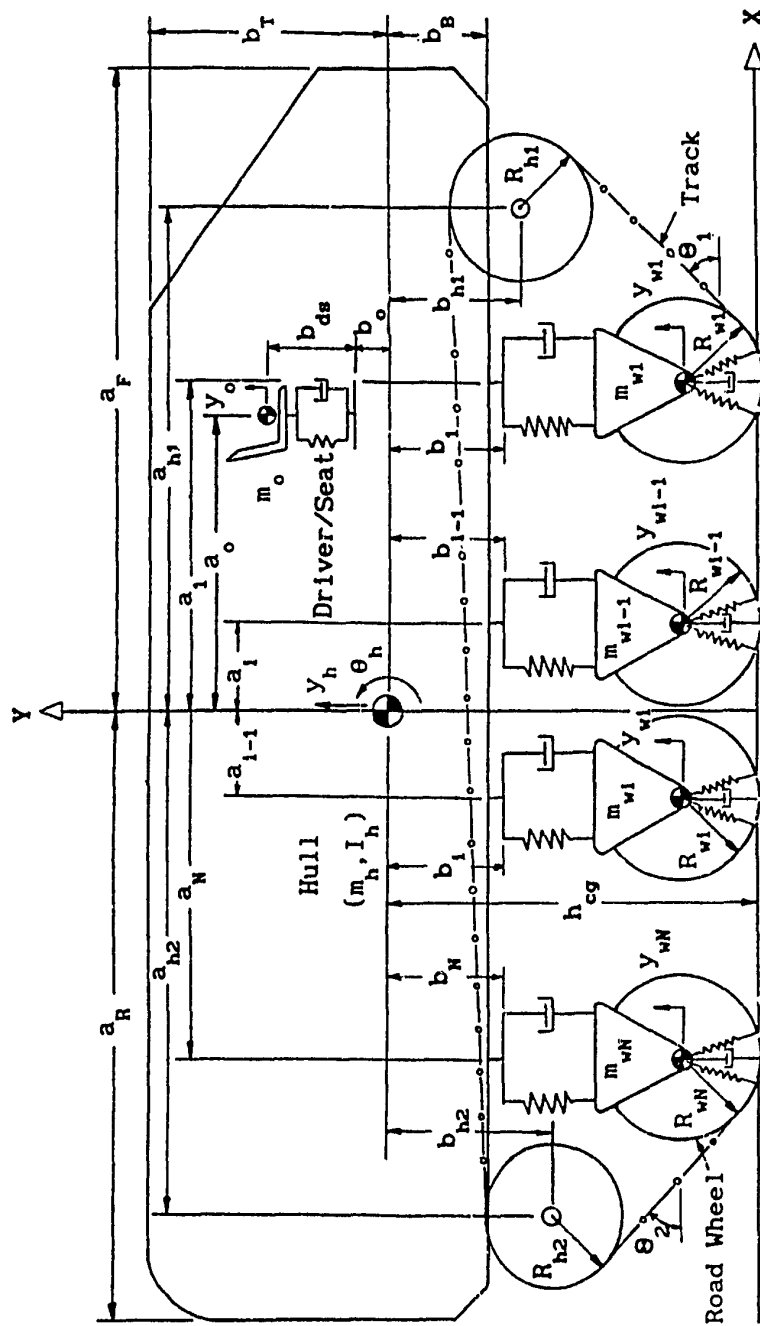 Y
a_R
a_F
b_T
a_h2
a_h1
a_N
a_1
a_i-1
a_i
a_o
m_o
y_o
b_ds
b_o
Driver/Seat
Hull
(m_h, I_h)
y_h
θ_h
b_B
b_h2
b_N
b_i
b_i-1
b_1
b_h1
h_cg
R_h2
R_h1
m_wN
y_wN
R_wN
m_wi
y_wi
R_wi
m_wi-1
y_wi-1
R_wi-1
m_w1
y_w1
R_w1
θ_2
θ_1
Track
Road Wheel
X